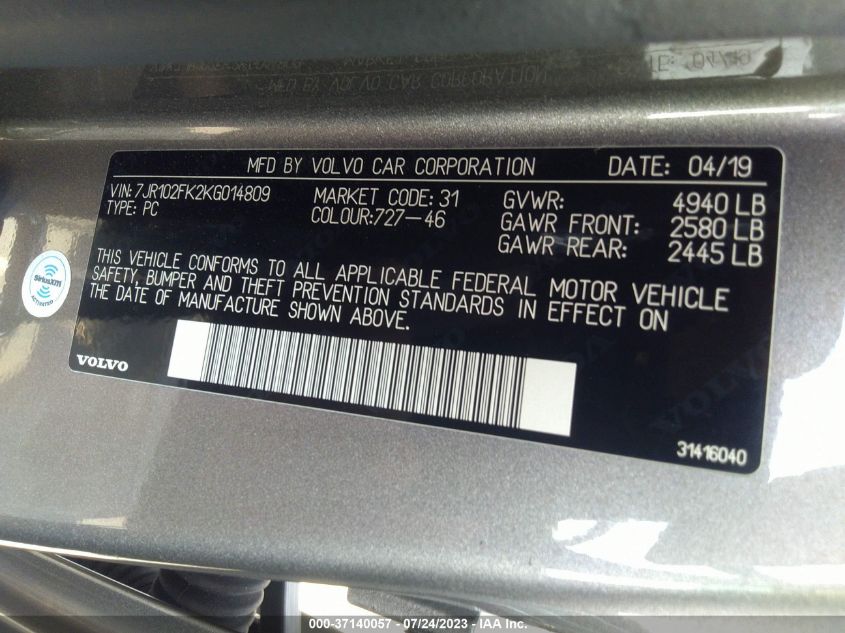 MFD BY VOLVO CAR CORPORATION DATE: 04/19
VIN: 7JR102FK2KG014809 MARKET CODE: 31 GVWR: 4940 LB
TYPE: PC COLOUR:727-46 GAWR FRONT: 2580 LB
GAWR REAR: 2445 LB
THIS VEHICLE CONFORMS TO ALL APPLICABLE FEDERAL MOTOR VEHICLE
SAFETY, BUMPER AND THEFT PREVENTION STANDARDS IN EFFECT ON
THE DATE OF MANUFACTURE SHOWN ABOVE.
VOLVO
31416040
SiriusXM
ACTIVATED
000-37140057 - 07/24/2023 - © IAA Inc.